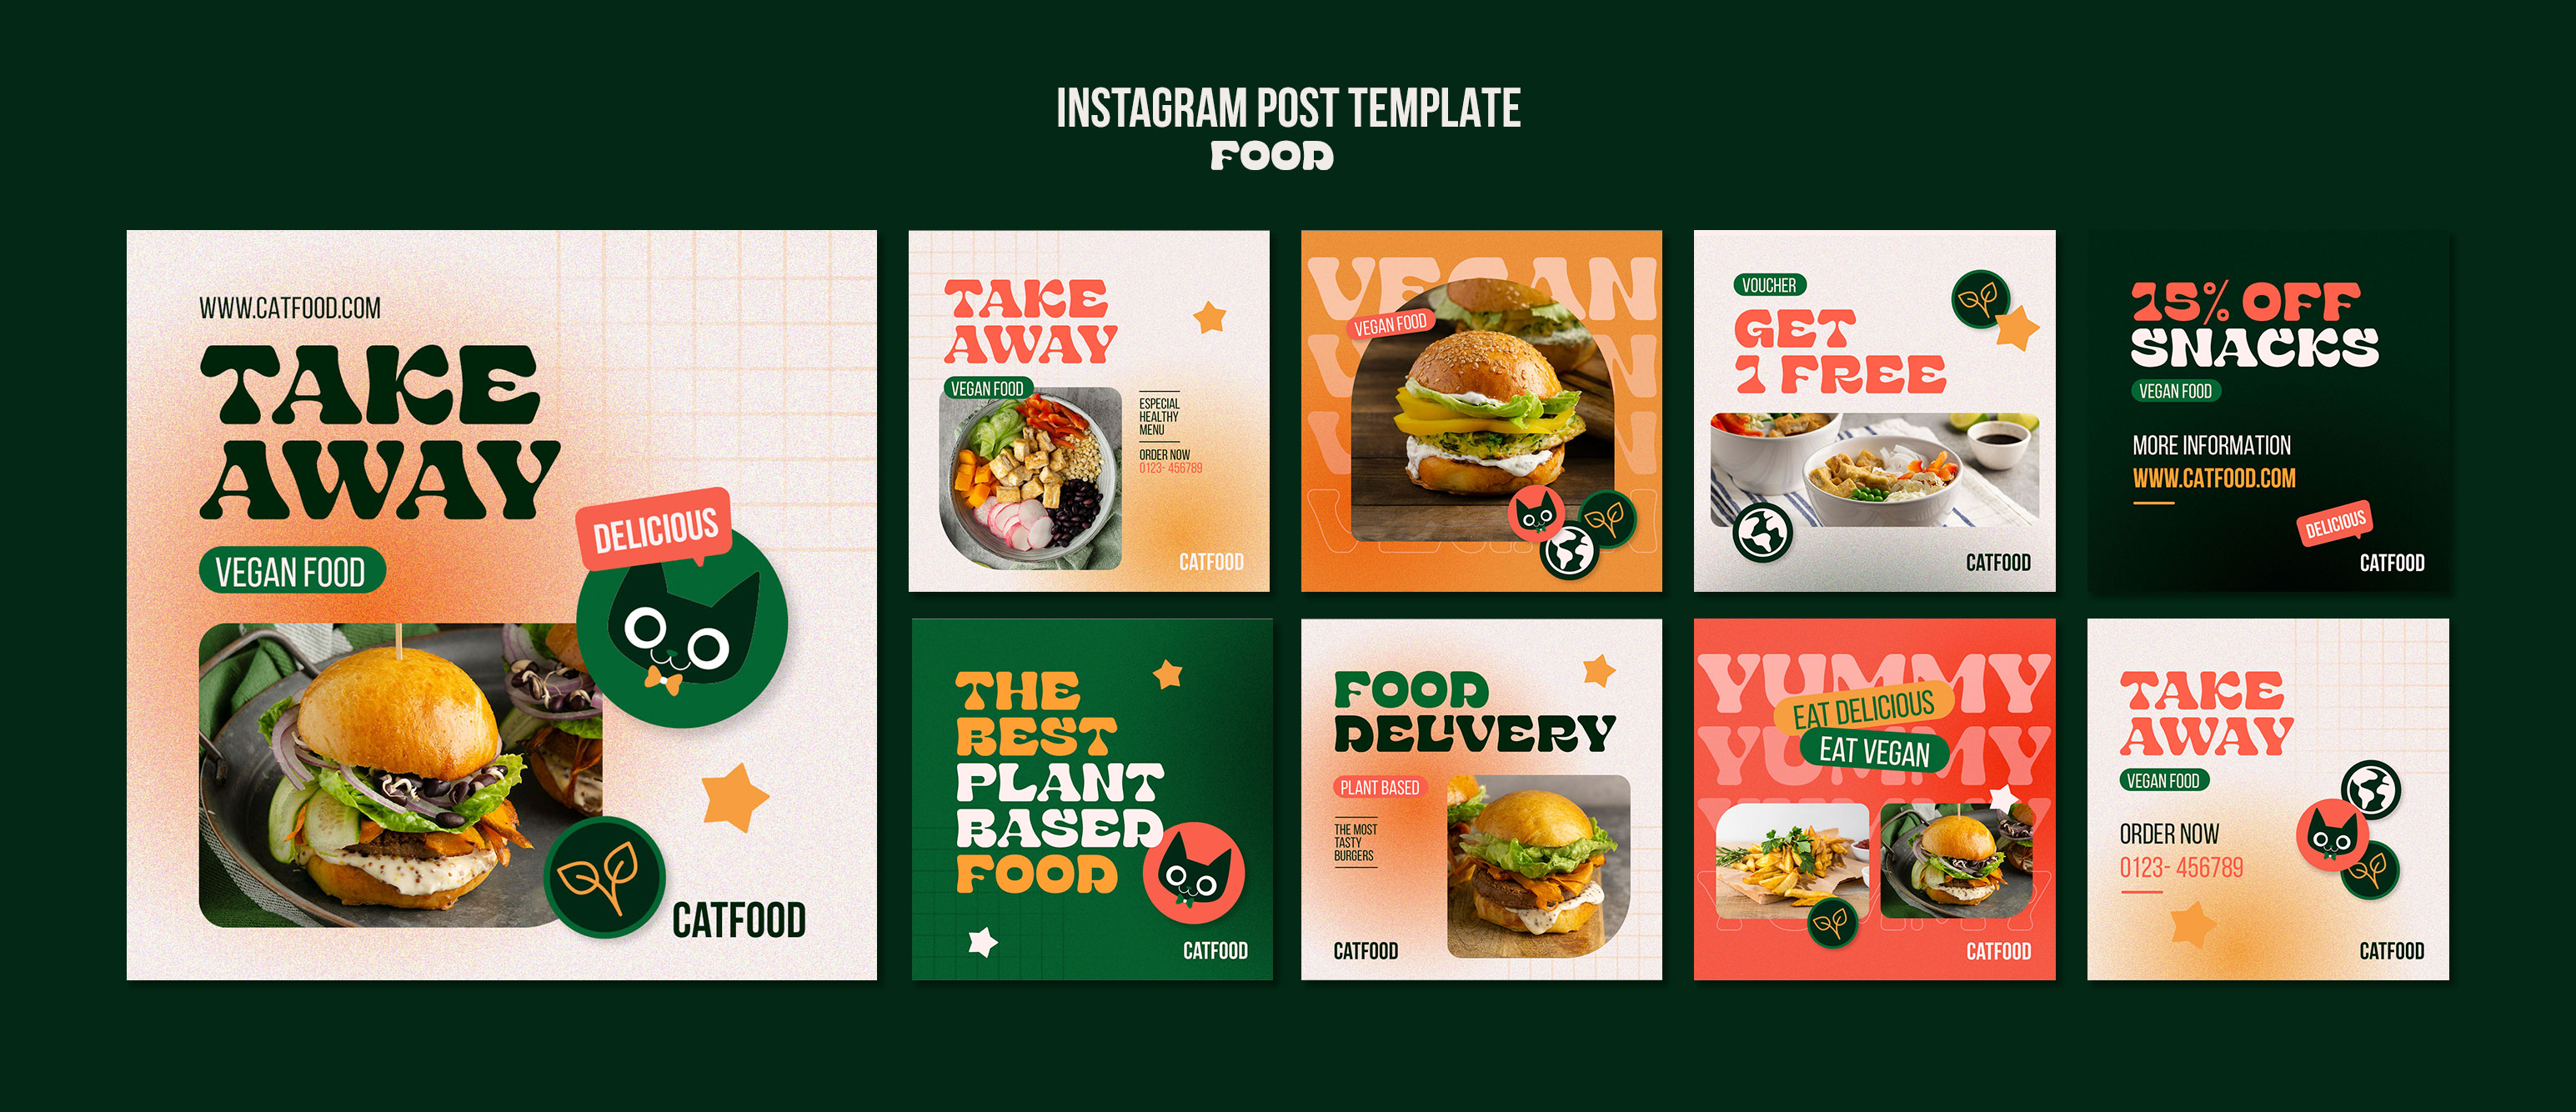 INSTAGRAM POST TEMPLATE
FOOD
WWW.CATFOOD.COM
TAKE
AWAY
DELICIOUS
VEGAN FOOD
CATFOOD
TAKE
AWAY
VEGAN FOOD
ESPECIAL
HEALTHY
MENU
ORDER NOW
0123- 456789
CATFOOD
VEGAN
VEGAN FOOD
VEGAN
VOUCHER
GET
1 FREE
CATFOOD
15% OFF
SNACKS
VEGAN FOOD
MORE INFORMATION
WWW.CATFOOD.COM
DELICIOUS
CATFOOD
THE
BEST
PLANT
BASED
FOOD
CATFOOD
FOOD
DELIVERY
PLANT BASED
THE MOST
TASTY
BURGERS
CATFOOD
YUMMY
EAT DELICIOUS
YUMMY
EAT VEGAN
CATFOOD
TAKE
AWAY
VEGAN FOOD
ORDER NOW
0123- 456789
CATFOOD